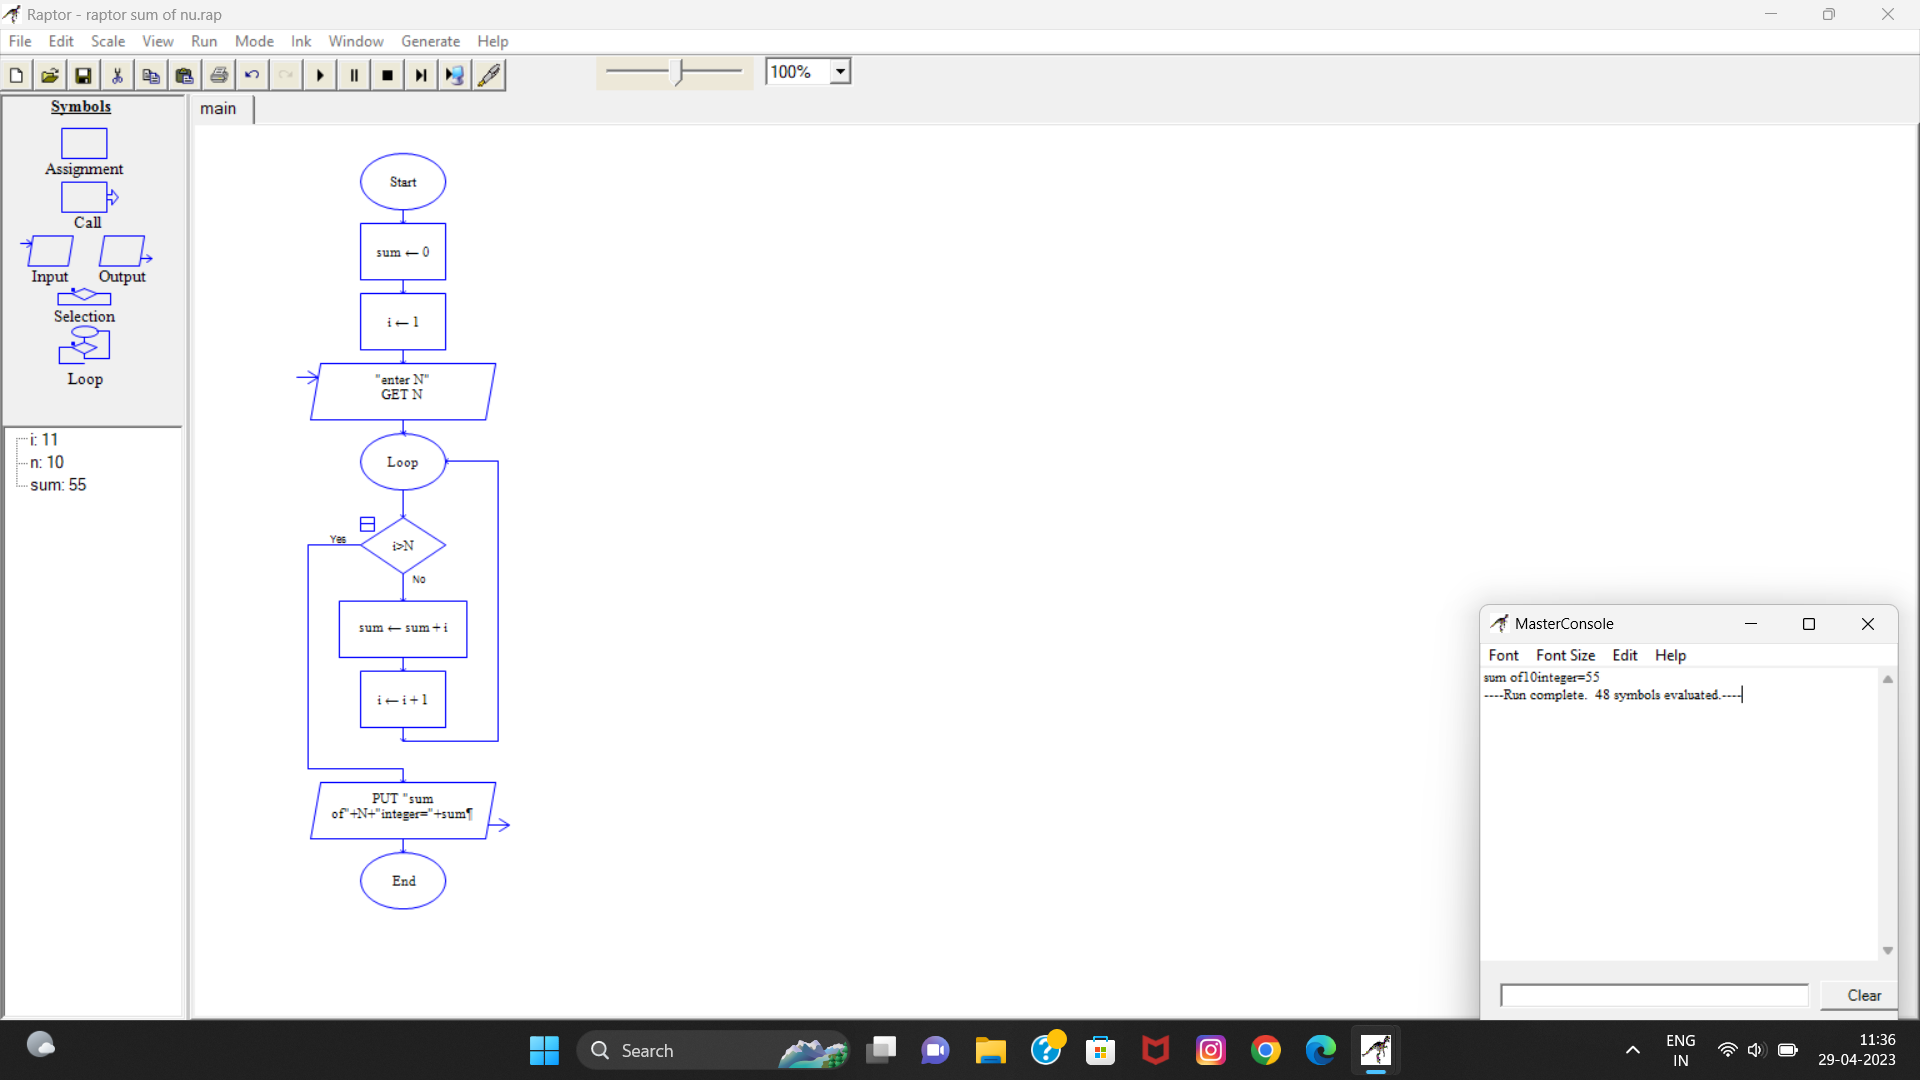 Raptor - raptor sum of nu.rap
File Edit Scale View Run Mode Ink Window Generate Help
100%
Symbols
Assignment
Call
Input Output
Selection
Loop
i: 11
n: 10
sum: 55
main
Start
sum ← 0
i ← 1
"enter N"
GET N
Loop
Yes
i>N
No
sum ← sum + i
i ← i + 1
PUT "sum
of"+N+"integer="+sum¶
End
MasterConsole
Font Font Size Edit Help
sum of10integer=55
----Run complete.  48 symbols evaluated.----
Clear
Search
ENG
IN
11:36
29-04-2023